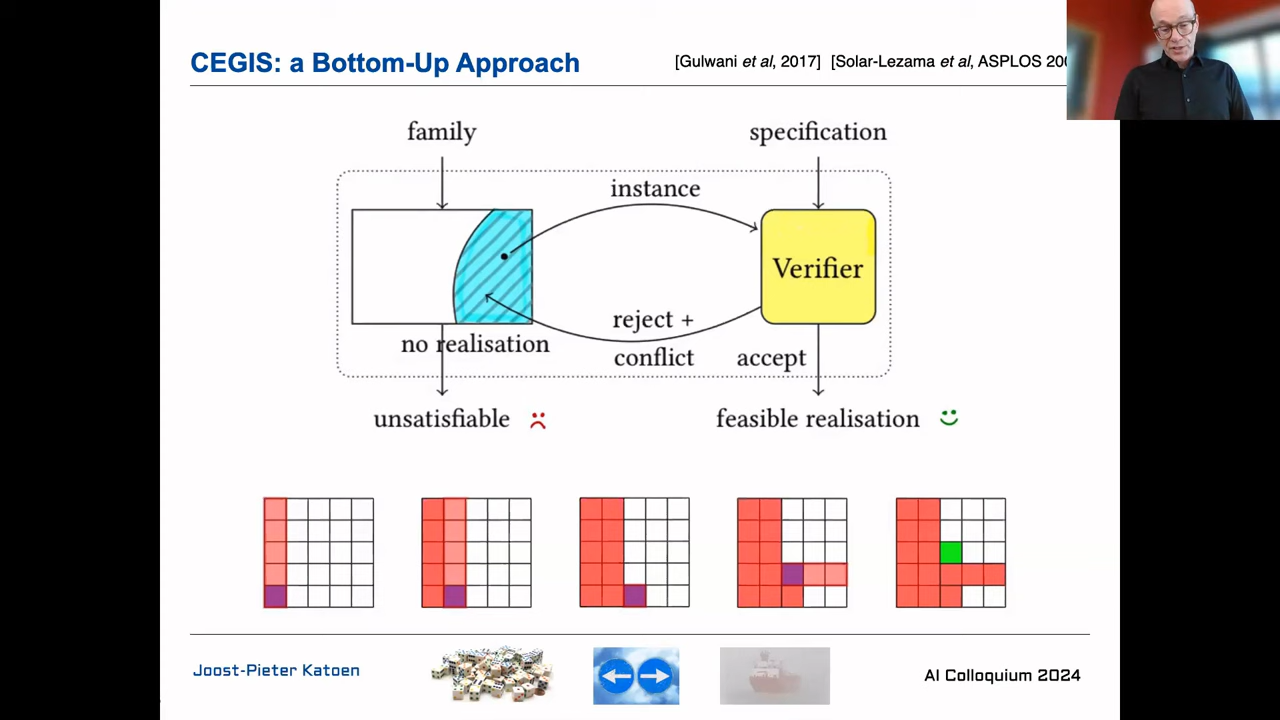 CEGIS: a Bottom-Up Approach
[Gulwani et al, 2017] [Solar-Lezama et al, ASPLOS
family
specification
instance
Verifier
reject +
conflict
no realisation
accept
unsatisfiable
feasible realisation
Joost-Pieter Katoen
AI Colloquium 2024